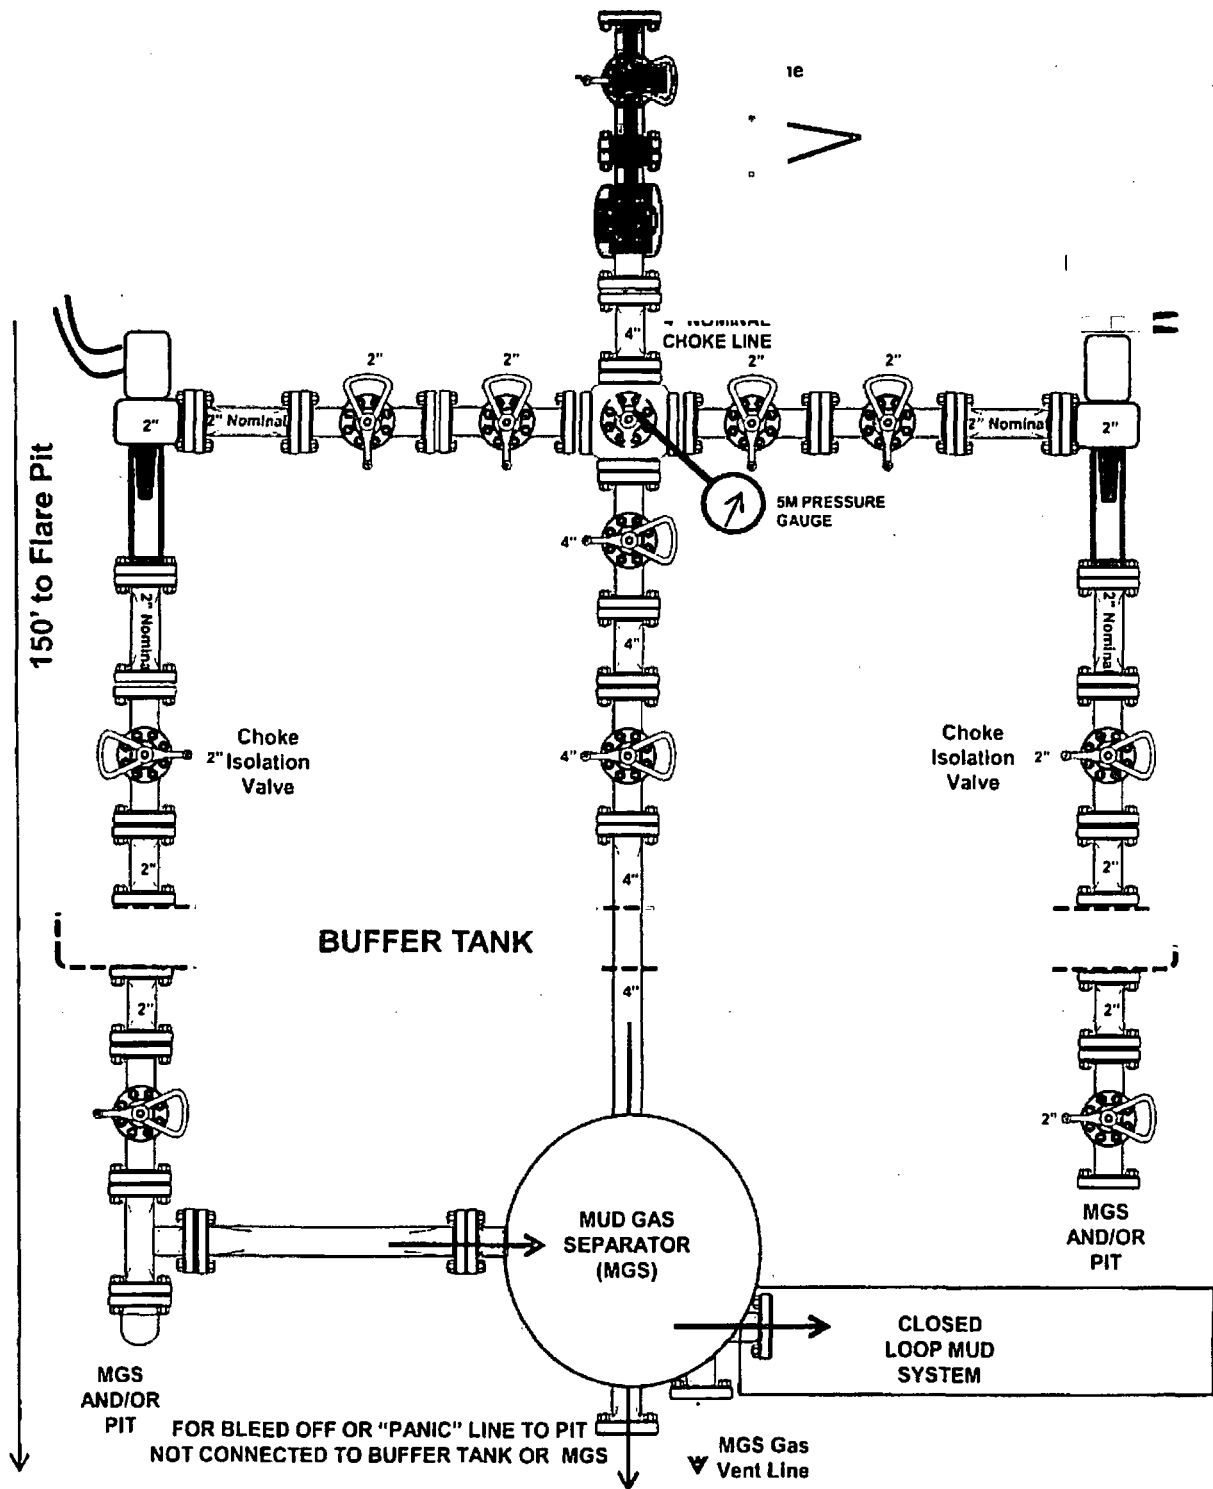 4"
CHOKE LINE
2"
2"
2"
2"
2"
2" Nominal
2" Nominal
2"
5M PRESSURE
GAUGE
4"
150' to Flare Pit
2" Nominal
4"
2" Nominal
Choke
2" Isolation
Valve
4"
Choke
Isolation
Valve
2"
2"
4"
2"
BUFFER TANK
2"
4"
2"
2"
MUD GAS
SEPARATOR
(MGS)
MGS
AND/OR
PIT
CLOSED
LOOP MUD
SYSTEM
MGS
AND/OR
PIT
FOR BLEED OFF OR "PANIC" LINE TO PIT
NOT CONNECTED TO BUFFER TANK OR MGS
MGS Gas
Vent Line